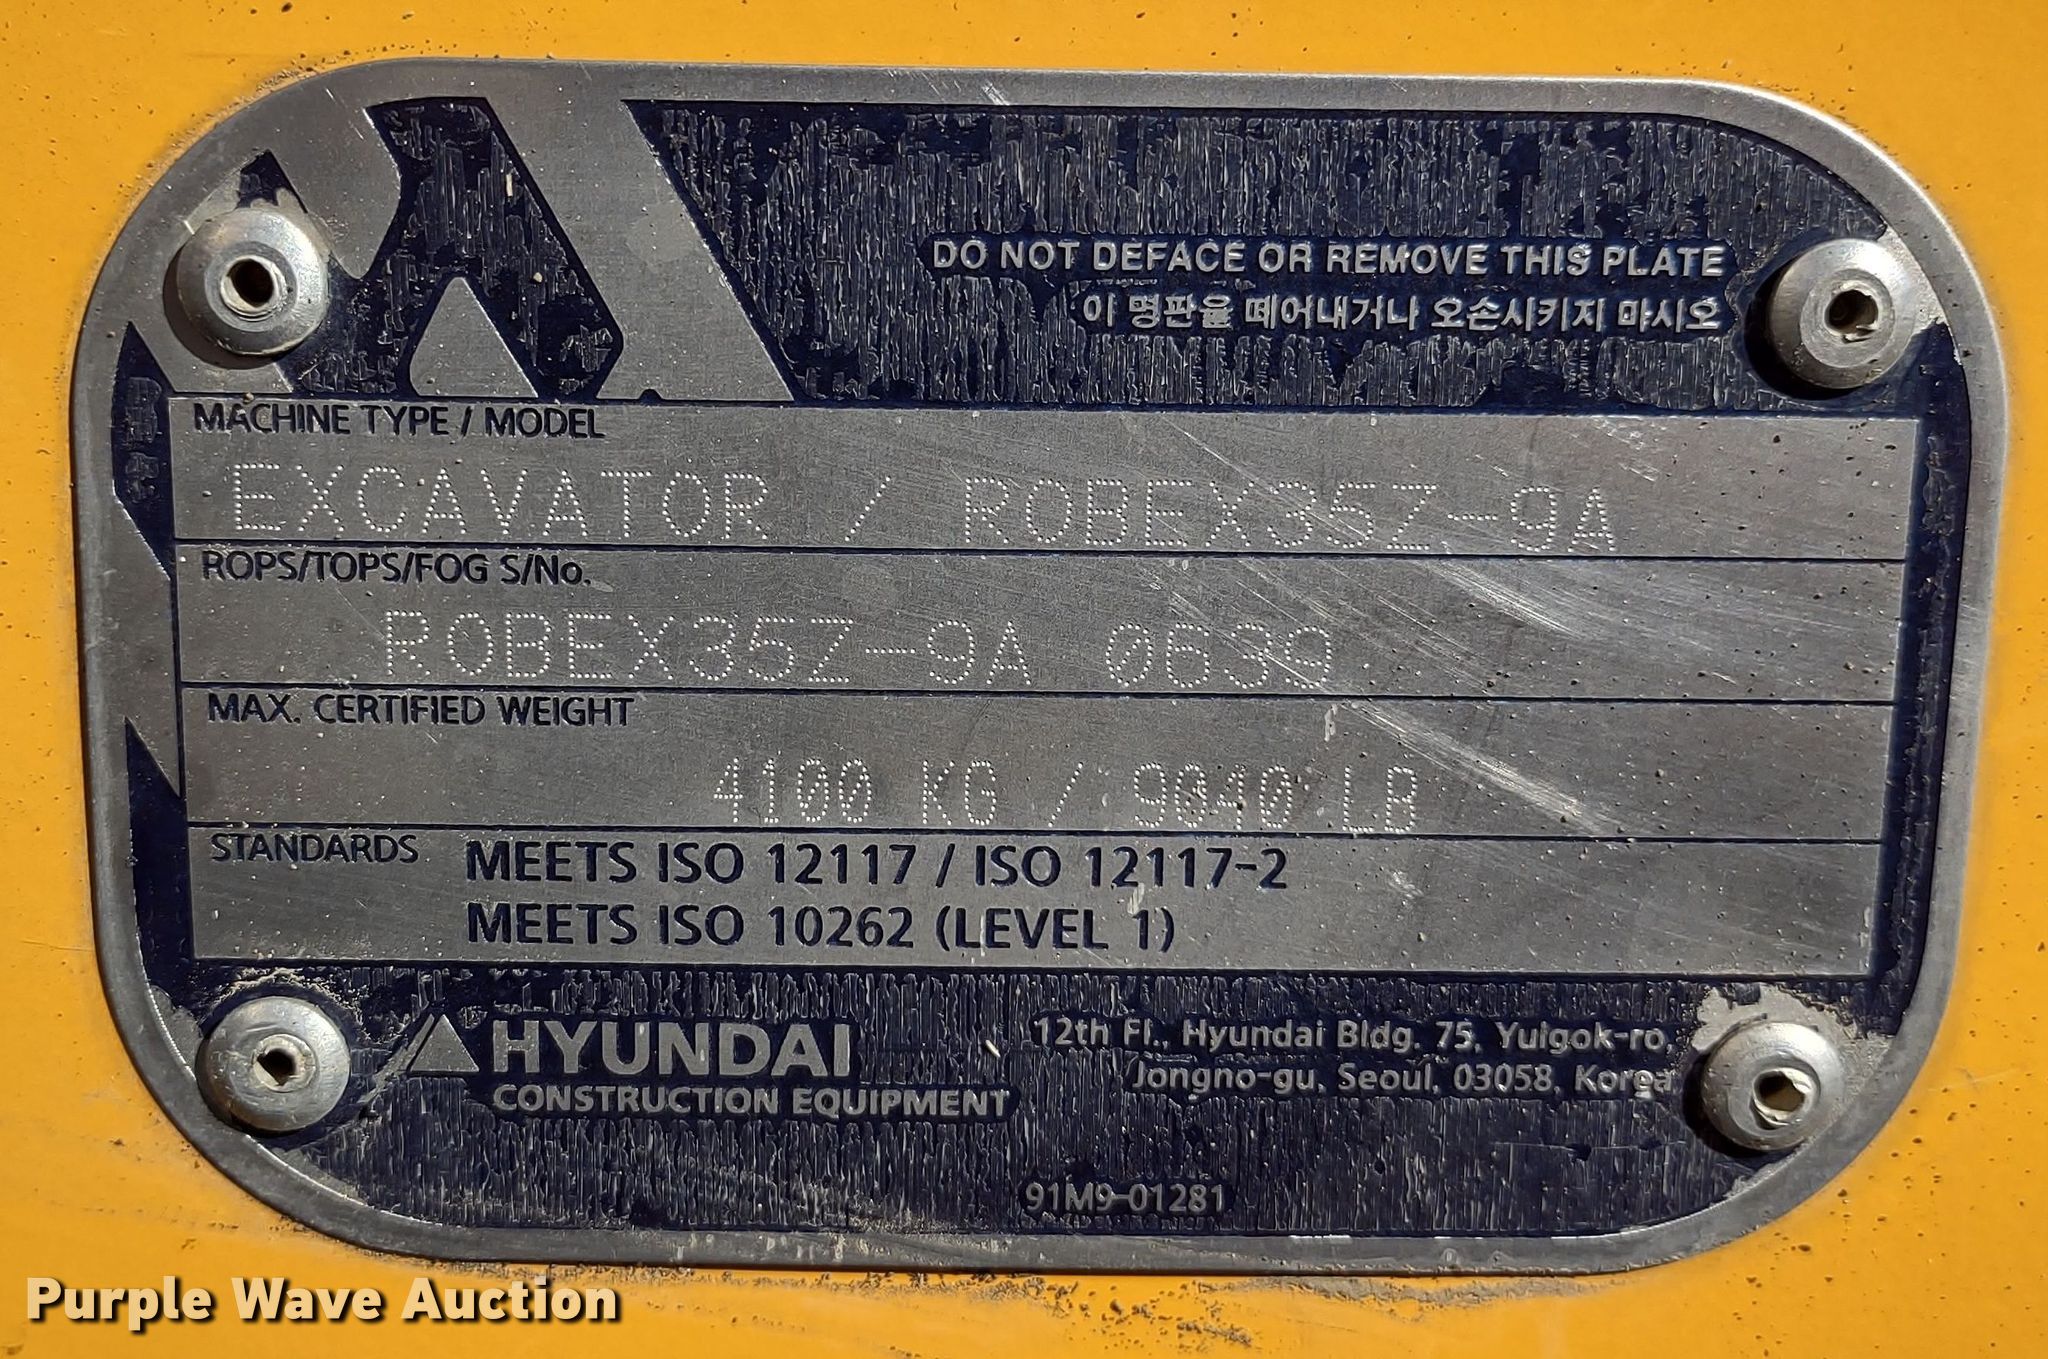 DO NOT DEFACE OR REMOVE THIS PLATE
이 명판을 떼어내거나 오손시키지 마시오
MACHINE TYPE / MODEL
EXCAVATOR / ROBEX35Z-9A
ROPS/TOPS/FOG S/No.
ROBEX35Z-9A 0639
MAX. CERTIFIED WEIGHT
4100 KG / 9040 LB
STANDARDS
MEETS ISO 12117 / ISO 12117-2
MEETS ISO 10262 (LEVEL 1)
HYUNDAI
CONSTRUCTION EQUIPMENT
12th Fl., Hyundai Bldg. 75, Yulgok-ro,
Jongno-gu, Seoul, 03058, Korea
91M9-01281
Purple Wave Auction